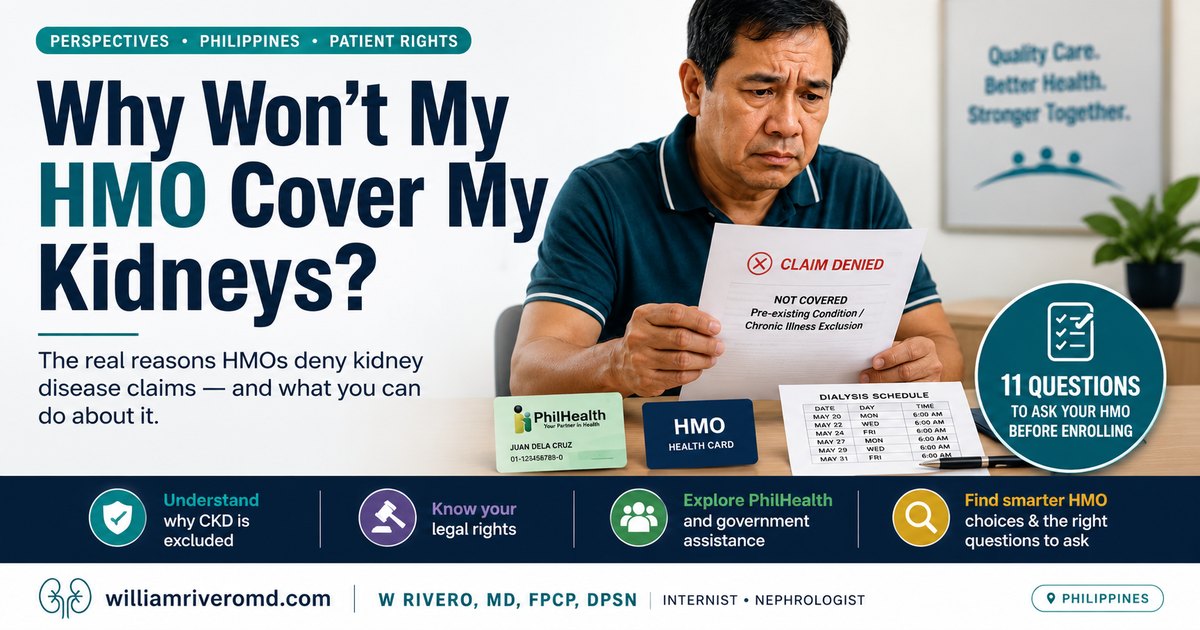 PERSPECTIVES • PHILIPPINES • PATIENT RIGHTS
Why Won't My
HMO Cover My
Kidneys?
The real reasons HMOs deny kidney
disease claims — and what you can
do about it.
Quality Care.
Better Health.
Stronger Together.
CLAIM DENIED
NOT COVERED
Pre-existing Condition /
Chronic Illness Exclusion
PhilHealth
Your Partner in Health
JUAN DELA CRUZ
01-123456788-0
HMO
HEALTH CARD
DIALYSIS SCHEDULE
DATE DAY TIME
MAY 20 MON 6:00 AM
MAY 22 WED 6:00 AM
MAY 24 FRI 6:00 AM
MAY 27 MON 6:00 AM
MAY 29 WED 6:00 AM
MAY 31 FRI 6:00 AM
11 QUESTIONS
TO ASK YOUR HMO
BEFORE ENROLLING
Understand
why CKD is
excluded
Know your
legal rights
Explore PhilHealth
and government
assistance
Find smarter HMO
choices & the right
questions to ask
williamriveromd.com
W RIVERO, MD, FPCP, DPSN
INTERNIST • NEPHROLOGIST
PHILIPPINES